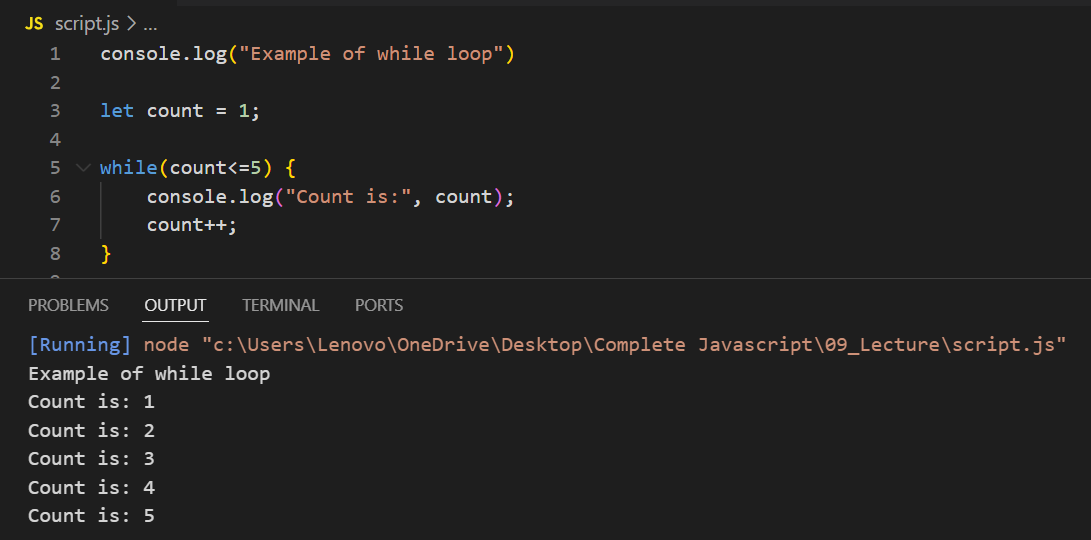 JS script.js > ...
1 console.log("Example of while loop")
2
3 let count = 1;
4
5 while(count<=5) {
6     console.log("Count is:", count);
7     count++;
8 }
PROBLEMS OUTPUT TERMINAL PORTS
[Running] node "c:\Users\Lenovo\OneDrive\Desktop\Complete Javascript\09_Lecture\script.js"
Example of while loop
Count is: 1
Count is: 2
Count is: 3
Count is: 4
Count is: 5